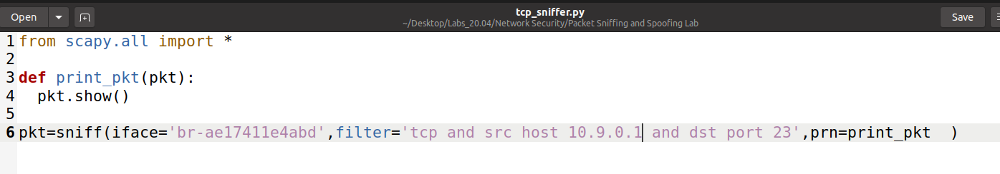 Open
tcp_sniffer.py
~/Desktop/Labs_20.04/Network Security/Packet Sniffing and Spoofing Lab
Save
1 from scapy.all import *
2
3 def print_pkt(pkt):
4   pkt.show()
5
6 pkt=sniff(iface='br-ae17411e4abd',filter='tcp and src host 10.9.0.1 and dst port 23',prn=print_pkt  )